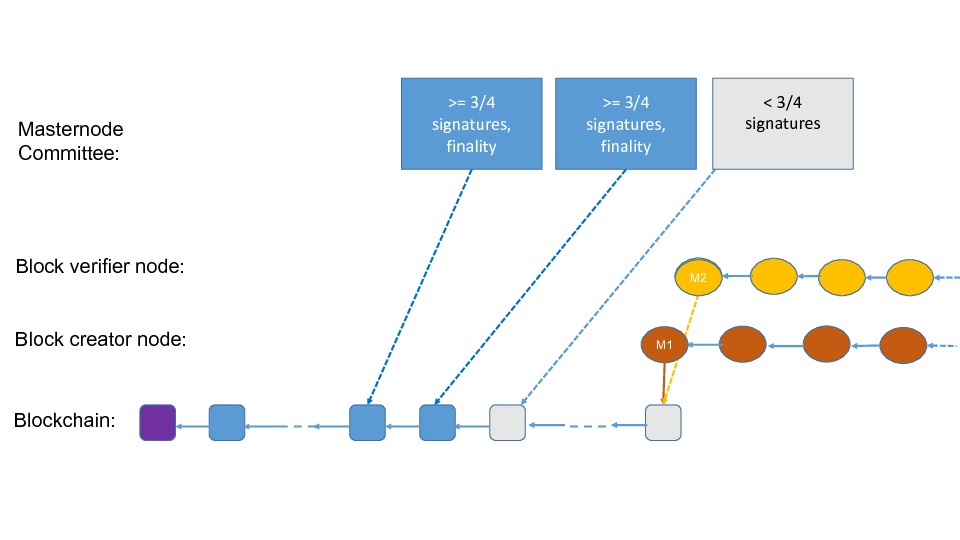 >= 3/4
signatures,
finality
>= 3/4
signatures,
finality
< 3/4
signatures
Masternode
Committee:
Block verifier node:
M2
Block creator node:
M1
Blockchain: